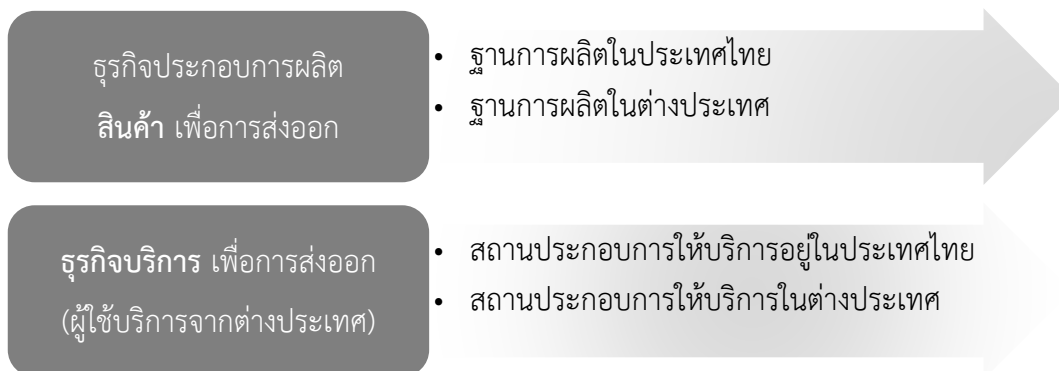 ธุรกิจประกอบการผลิต
สินค้า เพื่อการส่งออก
• ฐานการผลิตในประเทศไทย
• ฐานการผลิตในต่างประเทศ
ธุรกิจบริการ เพื่อการส่งออก
(ผู้ใช้บริการจากต่างประเทศ)
• สถานประกอบการให้บริการอยู่ในประเทศไทย
• สถานประกอบการให้บริการในต่างประเทศ